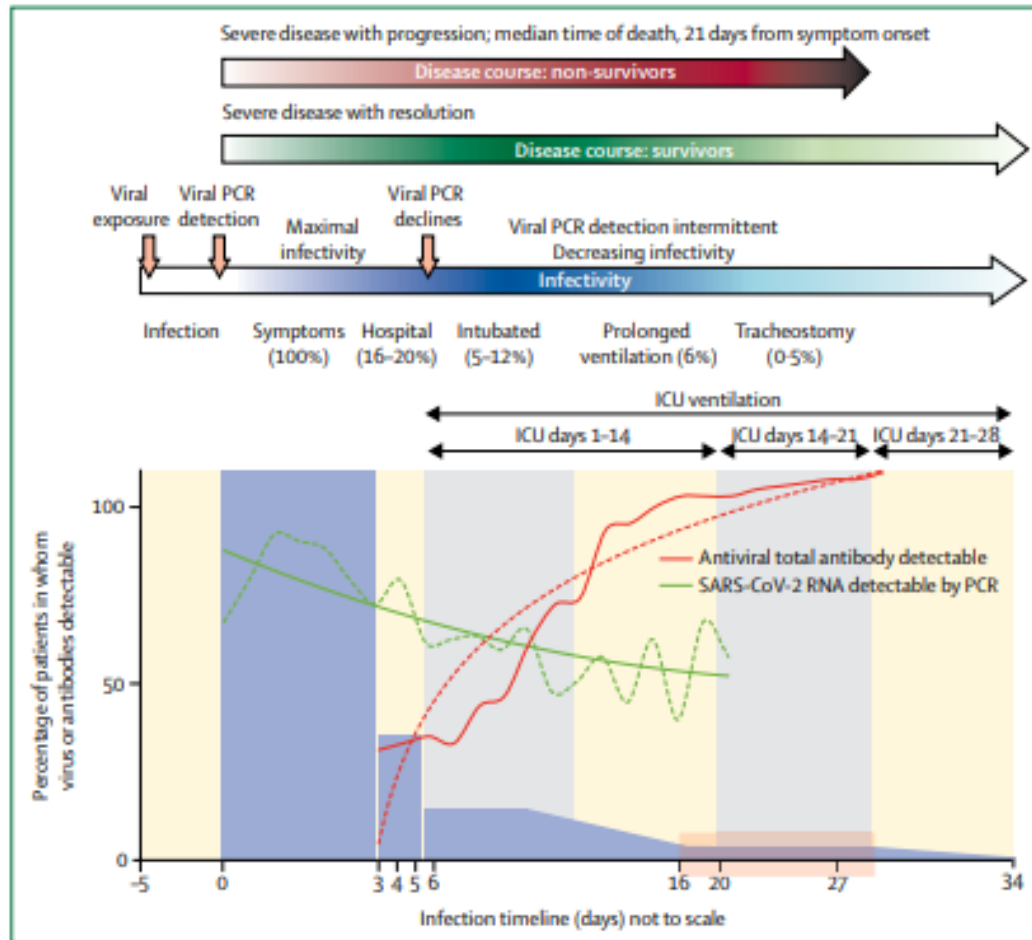 Severe disease with progression; median time of death, 21 days from symptom onset
Disease course: non-survivors
Severe disease with resolution
Disease course: survivors
Viral
exposure
Viral PCR
detection
Maximal
infectivity
Viral PCR
declines
Viral PCR detection intermittent
Decreasing infectivity
Infectivity
Infection
Symptoms
(100%)
Hospital
(16–20%)
Intubated
(5–12%)
Prolonged
ventilation (6%)
Tracheostomy
(0·5%)
ICU ventilation
ICU days 1–14
ICU days 14–21
ICU days 21–28
Percentage of patients in whom
virus or antibodies detectable
100
50
0
Antiviral total antibody detectable
SARS-CoV-2 RNA detectable by PCR
-5 0 3 4 5 6 16 20 27 34
Infection timeline (days) not to scale